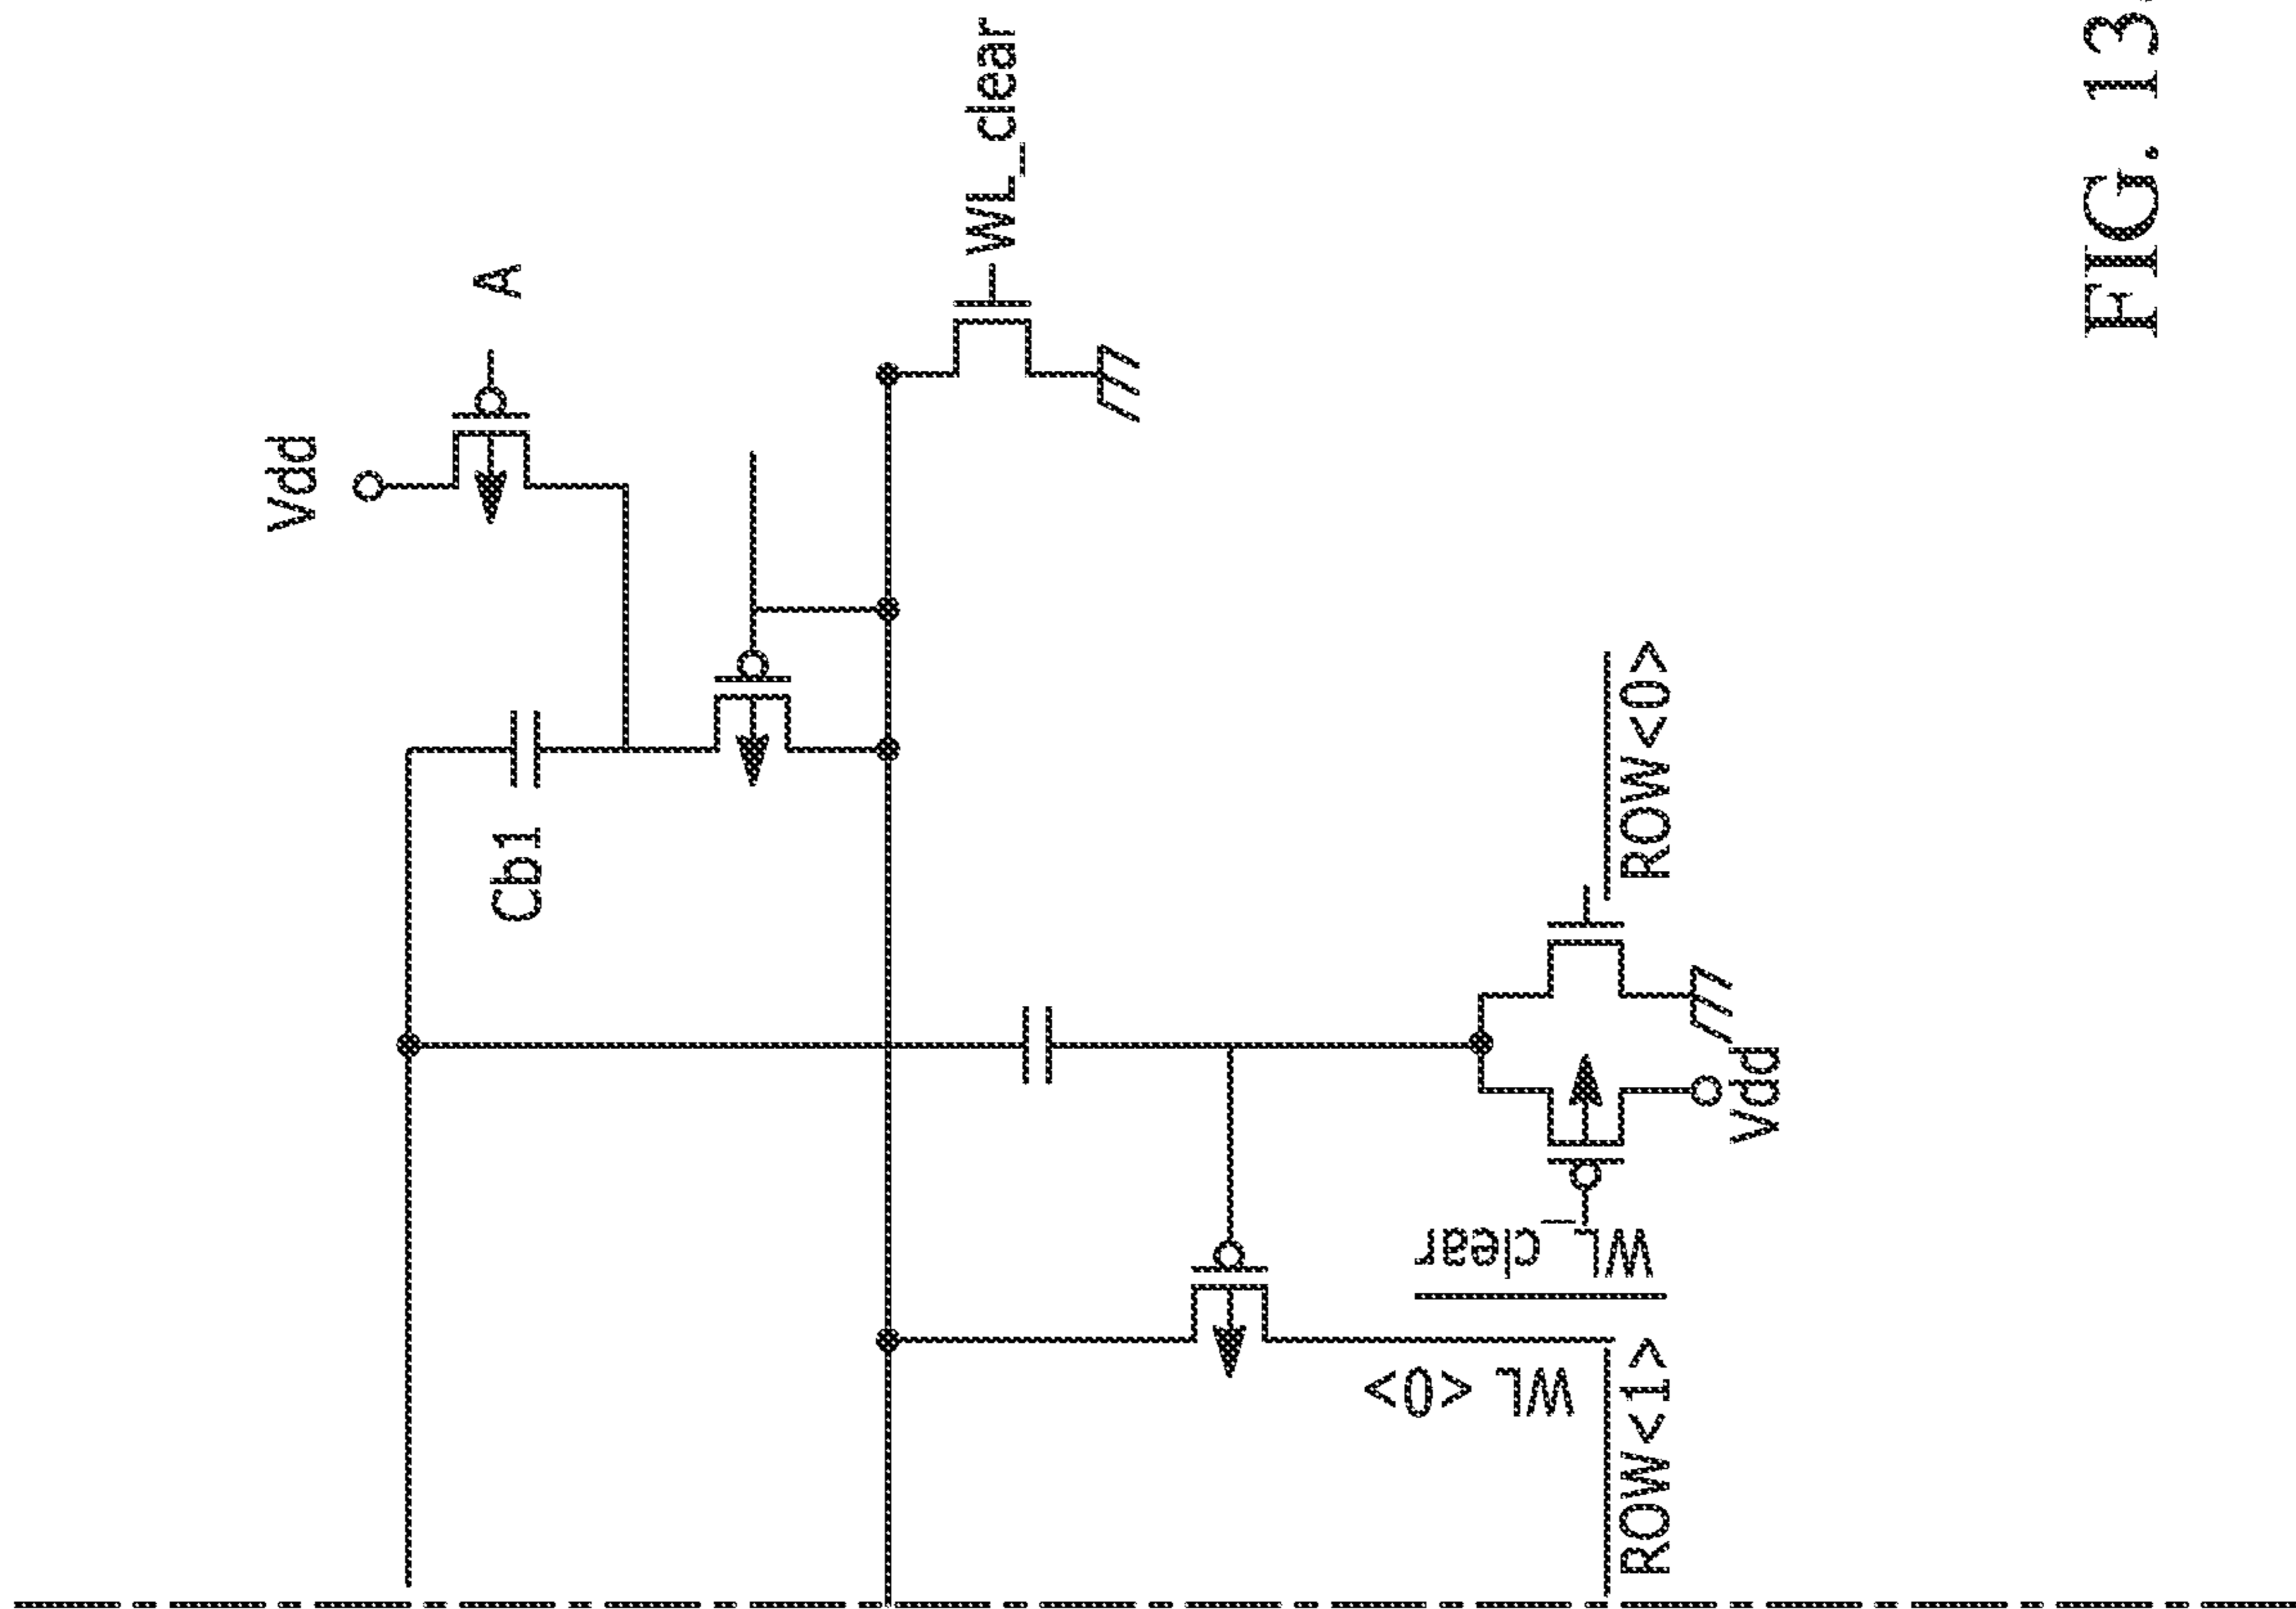 Vdd
A
Cb1
WL_clear
ROW<0>
Vdd
WL_clear
WL <0>
ROW<1>
FIG. 13